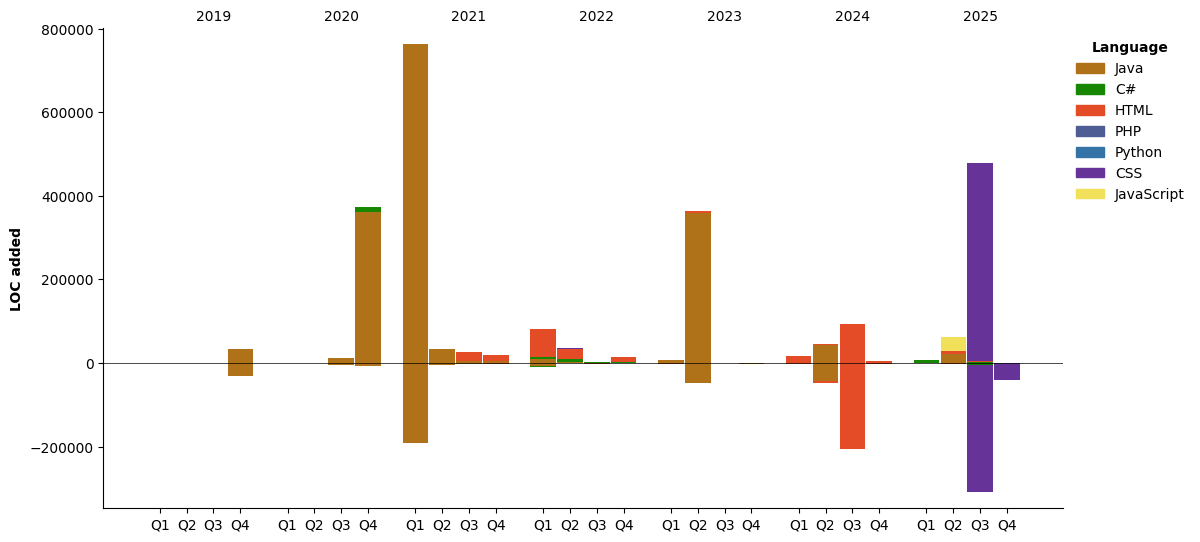 2019 2020 2021 2022 2023 2024 2025
800000
600000
400000
200000
0
−200000
LOC added
Q1 Q2 Q3 Q4 Q1 Q2 Q3 Q4 Q1 Q2 Q3 Q4 Q1 Q2 Q3 Q4 Q1 Q2 Q3 Q4 Q1 Q2 Q3 Q4 Q1 Q2 Q3 Q4
Language
Java
C#
HTML
PHP
Python
CSS
JavaScript